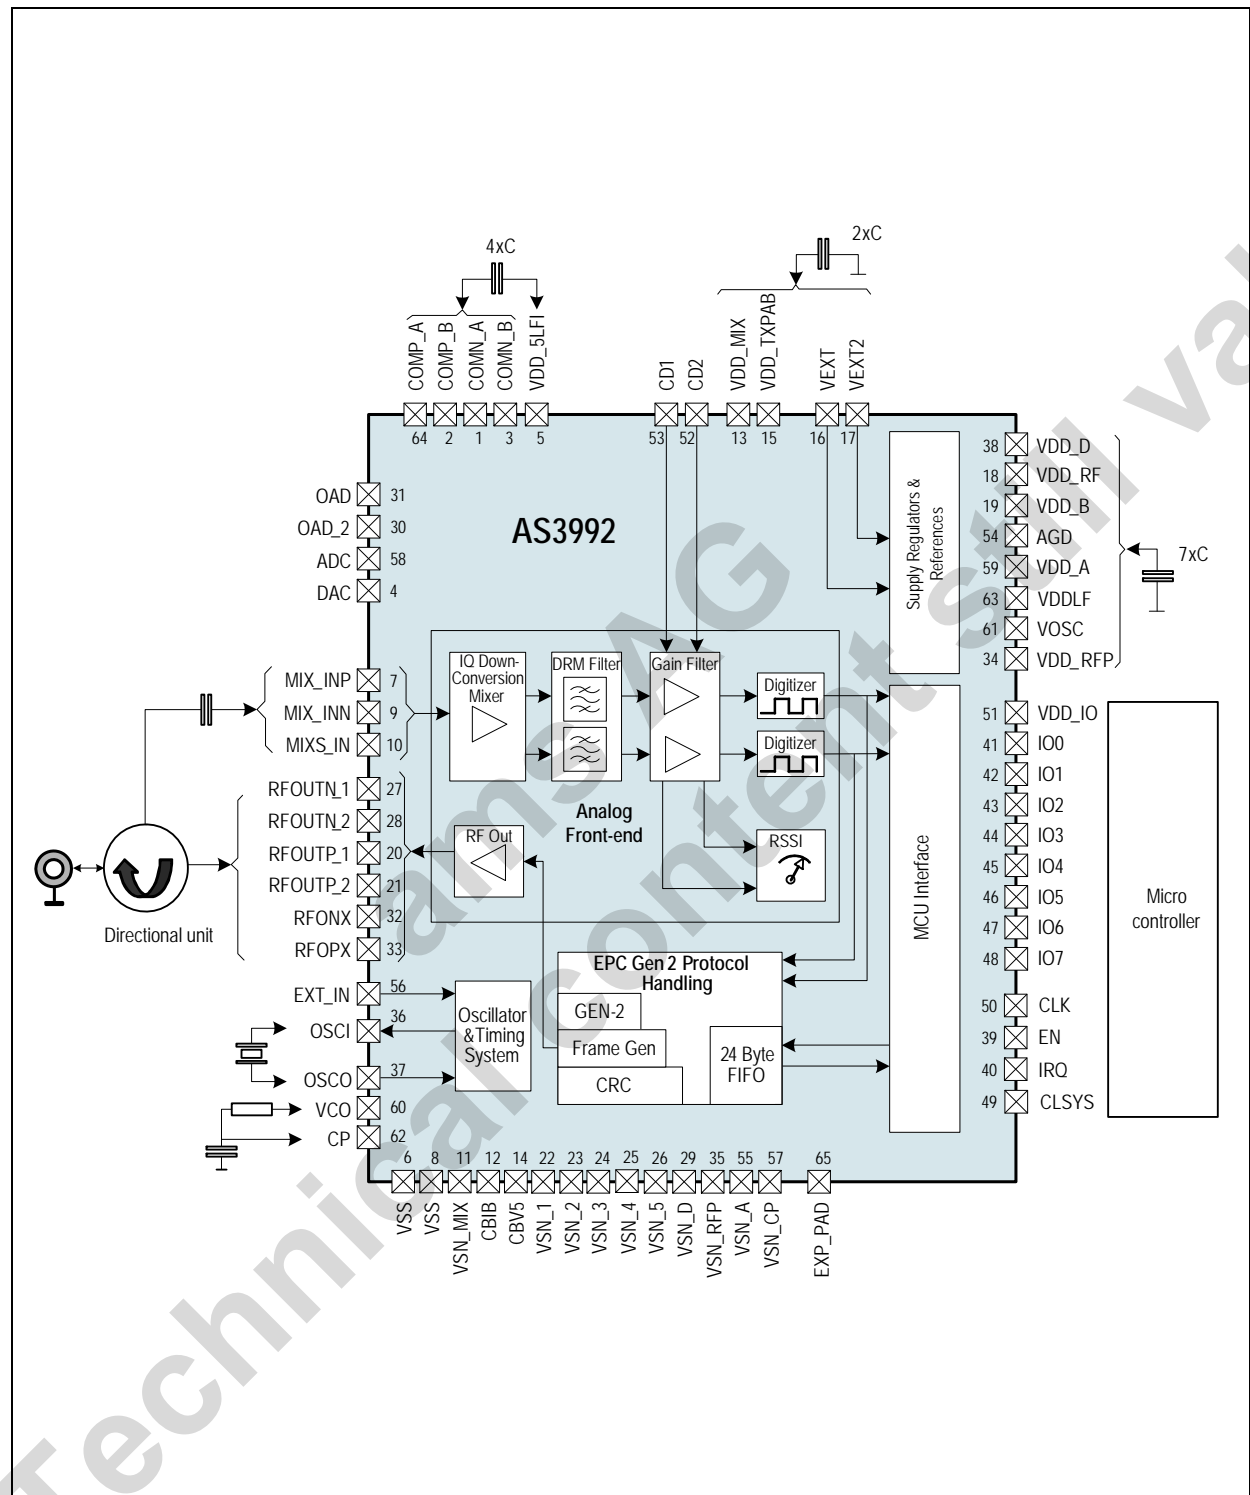 4xC
2xC
COMP_A
COMP_B
COMN_A
COMN_B
VDD_5LFI
CD1
CD2
VDD_MIX
VDD_TXPAB
VEXT
VEXT2
64
2
1
3
5
53
52
13
15
16
17
AS3992
OAD 31
OAD_2 30
ADC 58
DAC 4
MIX_INP 7
MIX_INN 9
MIXS_IN 10
RFOUTN_1 27
RFOUTN_2 28
RFOUTP_1 20
RFOUTP_2 21
RFONX 32
RFOPX 33
EXT_IN 56
OSCI 36
OSCO 37
VCO 60
CP 62
Directional unit
IQ Down-
Conversion
Mixer
DRM Filter
Gain Filter
Digitizer
Digitizer
Analog
Front-end
RF Out
RSSI
EPC Gen 2 Protocol
Handling
GEN-2
Frame Gen
CRC
24 Byte
FIFO
Oscillator
&Timing
System
Supply Regulators &
References
MCU Interface
38 VDD_D
18 VDD_RF
19 VDD_B
54 AGD
59 VDD_A
63 VDDLF
61 VOSC
34 VDD_RFP
7xC
51 VDD_IO
41 IO0
42 IO1
43 IO2
44 IO3
45 IO4
46 IO5
47 IO6
48 IO7
50 CLK
39 EN
40 IRQ
49 CLSYS
Micro
controller
6
8
11
12
14
22
23
24
25
26
29
35
55
57
65
VSS
VSS
VSN_MIX
CBIB
CBV5
VSN_1
VSN_2
VSN_3
VSN_4
VSN_5
VSN_D
VSN_RFP
VSN_A
VSN_CP
EXP_PAD
ams AG
Technical content still val